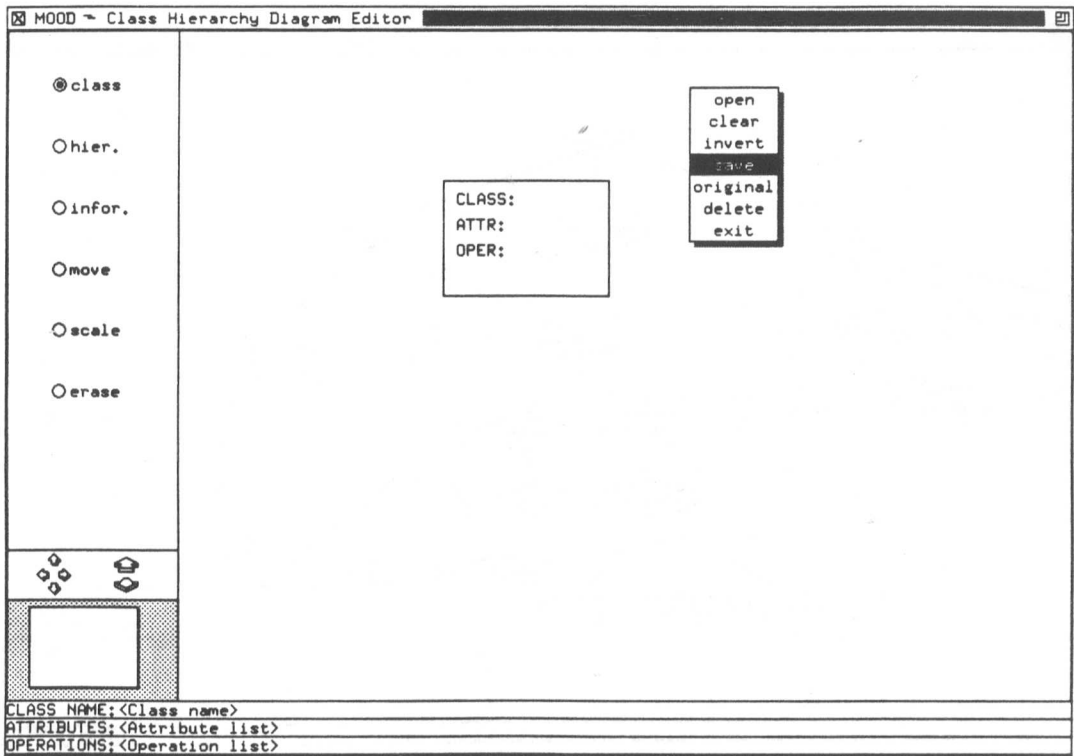 MOOD - Class Hierarchy Diagram Editor
class
hier.
infor.
move
scale
erase
open
clear
invert
save
original
delete
exit
CLASS:
ATTR:
OPER:
CLASS NAME:<Class name>
ATTRIBUTES:<Attribute list>
OPERATIONS:<Operation list>